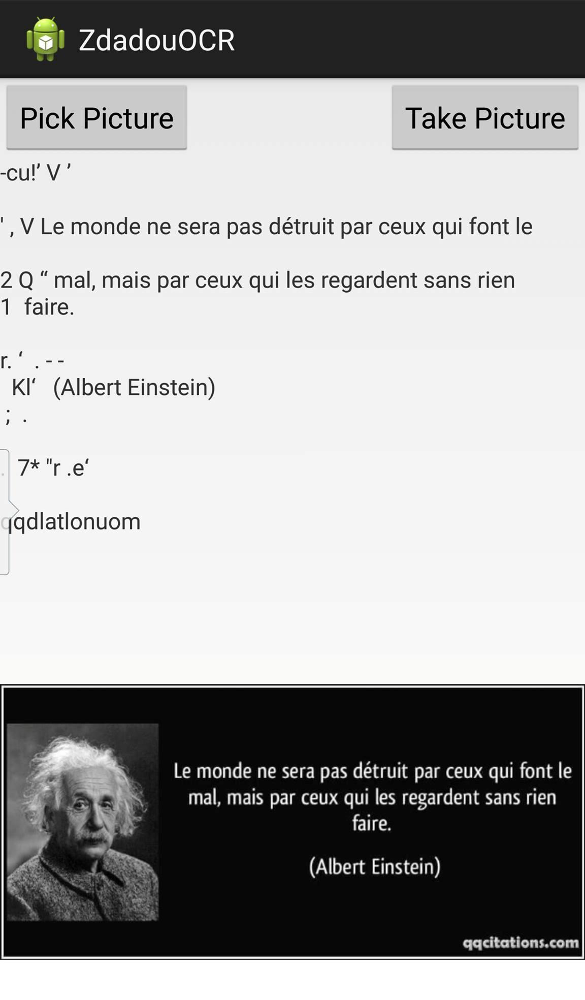 ZdadouOCR
Pick Picture
Take Picture
-cu!’ V ’
' , V Le monde ne sera pas détruit par ceux qui font le
2 Q “ mal, mais par ceux qui les regardent sans rien
1 faire.
r. ‘ . - -
Kl‘ (Albert Einstein)
; .
. 7* "r .e‘
qqdlatlonuom
Le monde ne sera pas détruit par ceux qui font le
mal, mais par ceux qui les regardent sans rien
faire.
(Albert Einstein)
qqcitations.com